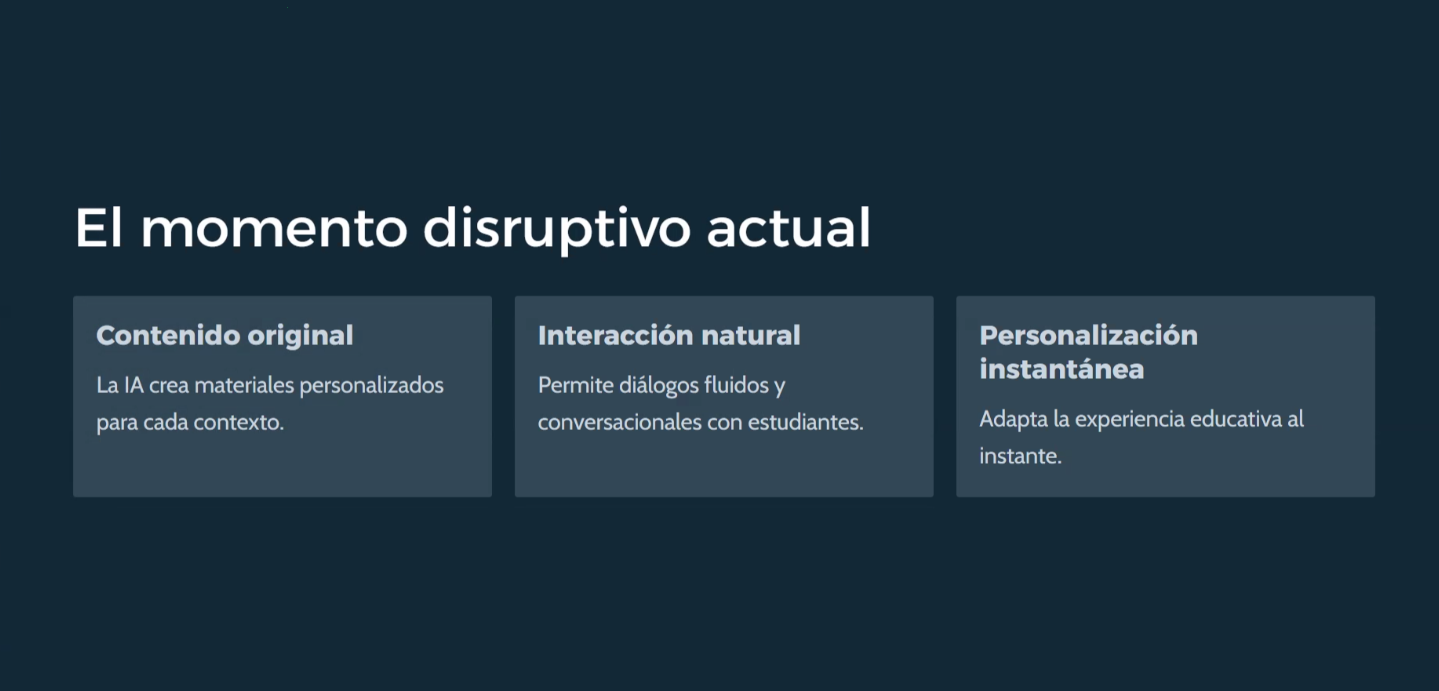 El momento disruptivo actual
Contenido original
La IA crea materiales personalizados
para cada contexto.
Interacción natural
Permite diálogos fluidos y
conversacionales con estudiantes.
Personalización
instantánea
Adapta la experiencia educativa al
instante.